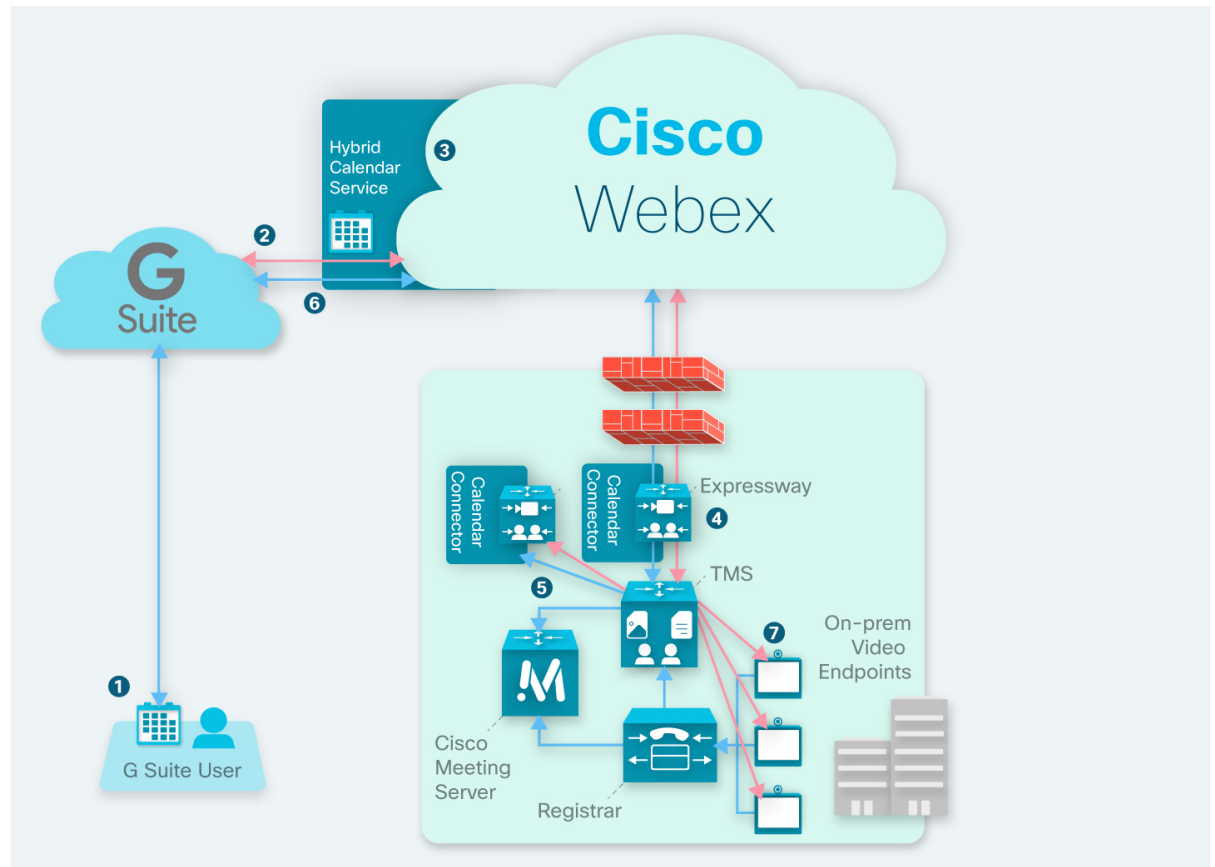 Cisco
Webex
Hybrid
Calendar
Service
3
2
6
G
Suite
1
G Suite User
Calendar
Connector
Calendar
Connector
Expressway
4
TMS
5
7
On-prem
Video
Endpoints
M
Cisco
Meeting
Server
Registrar